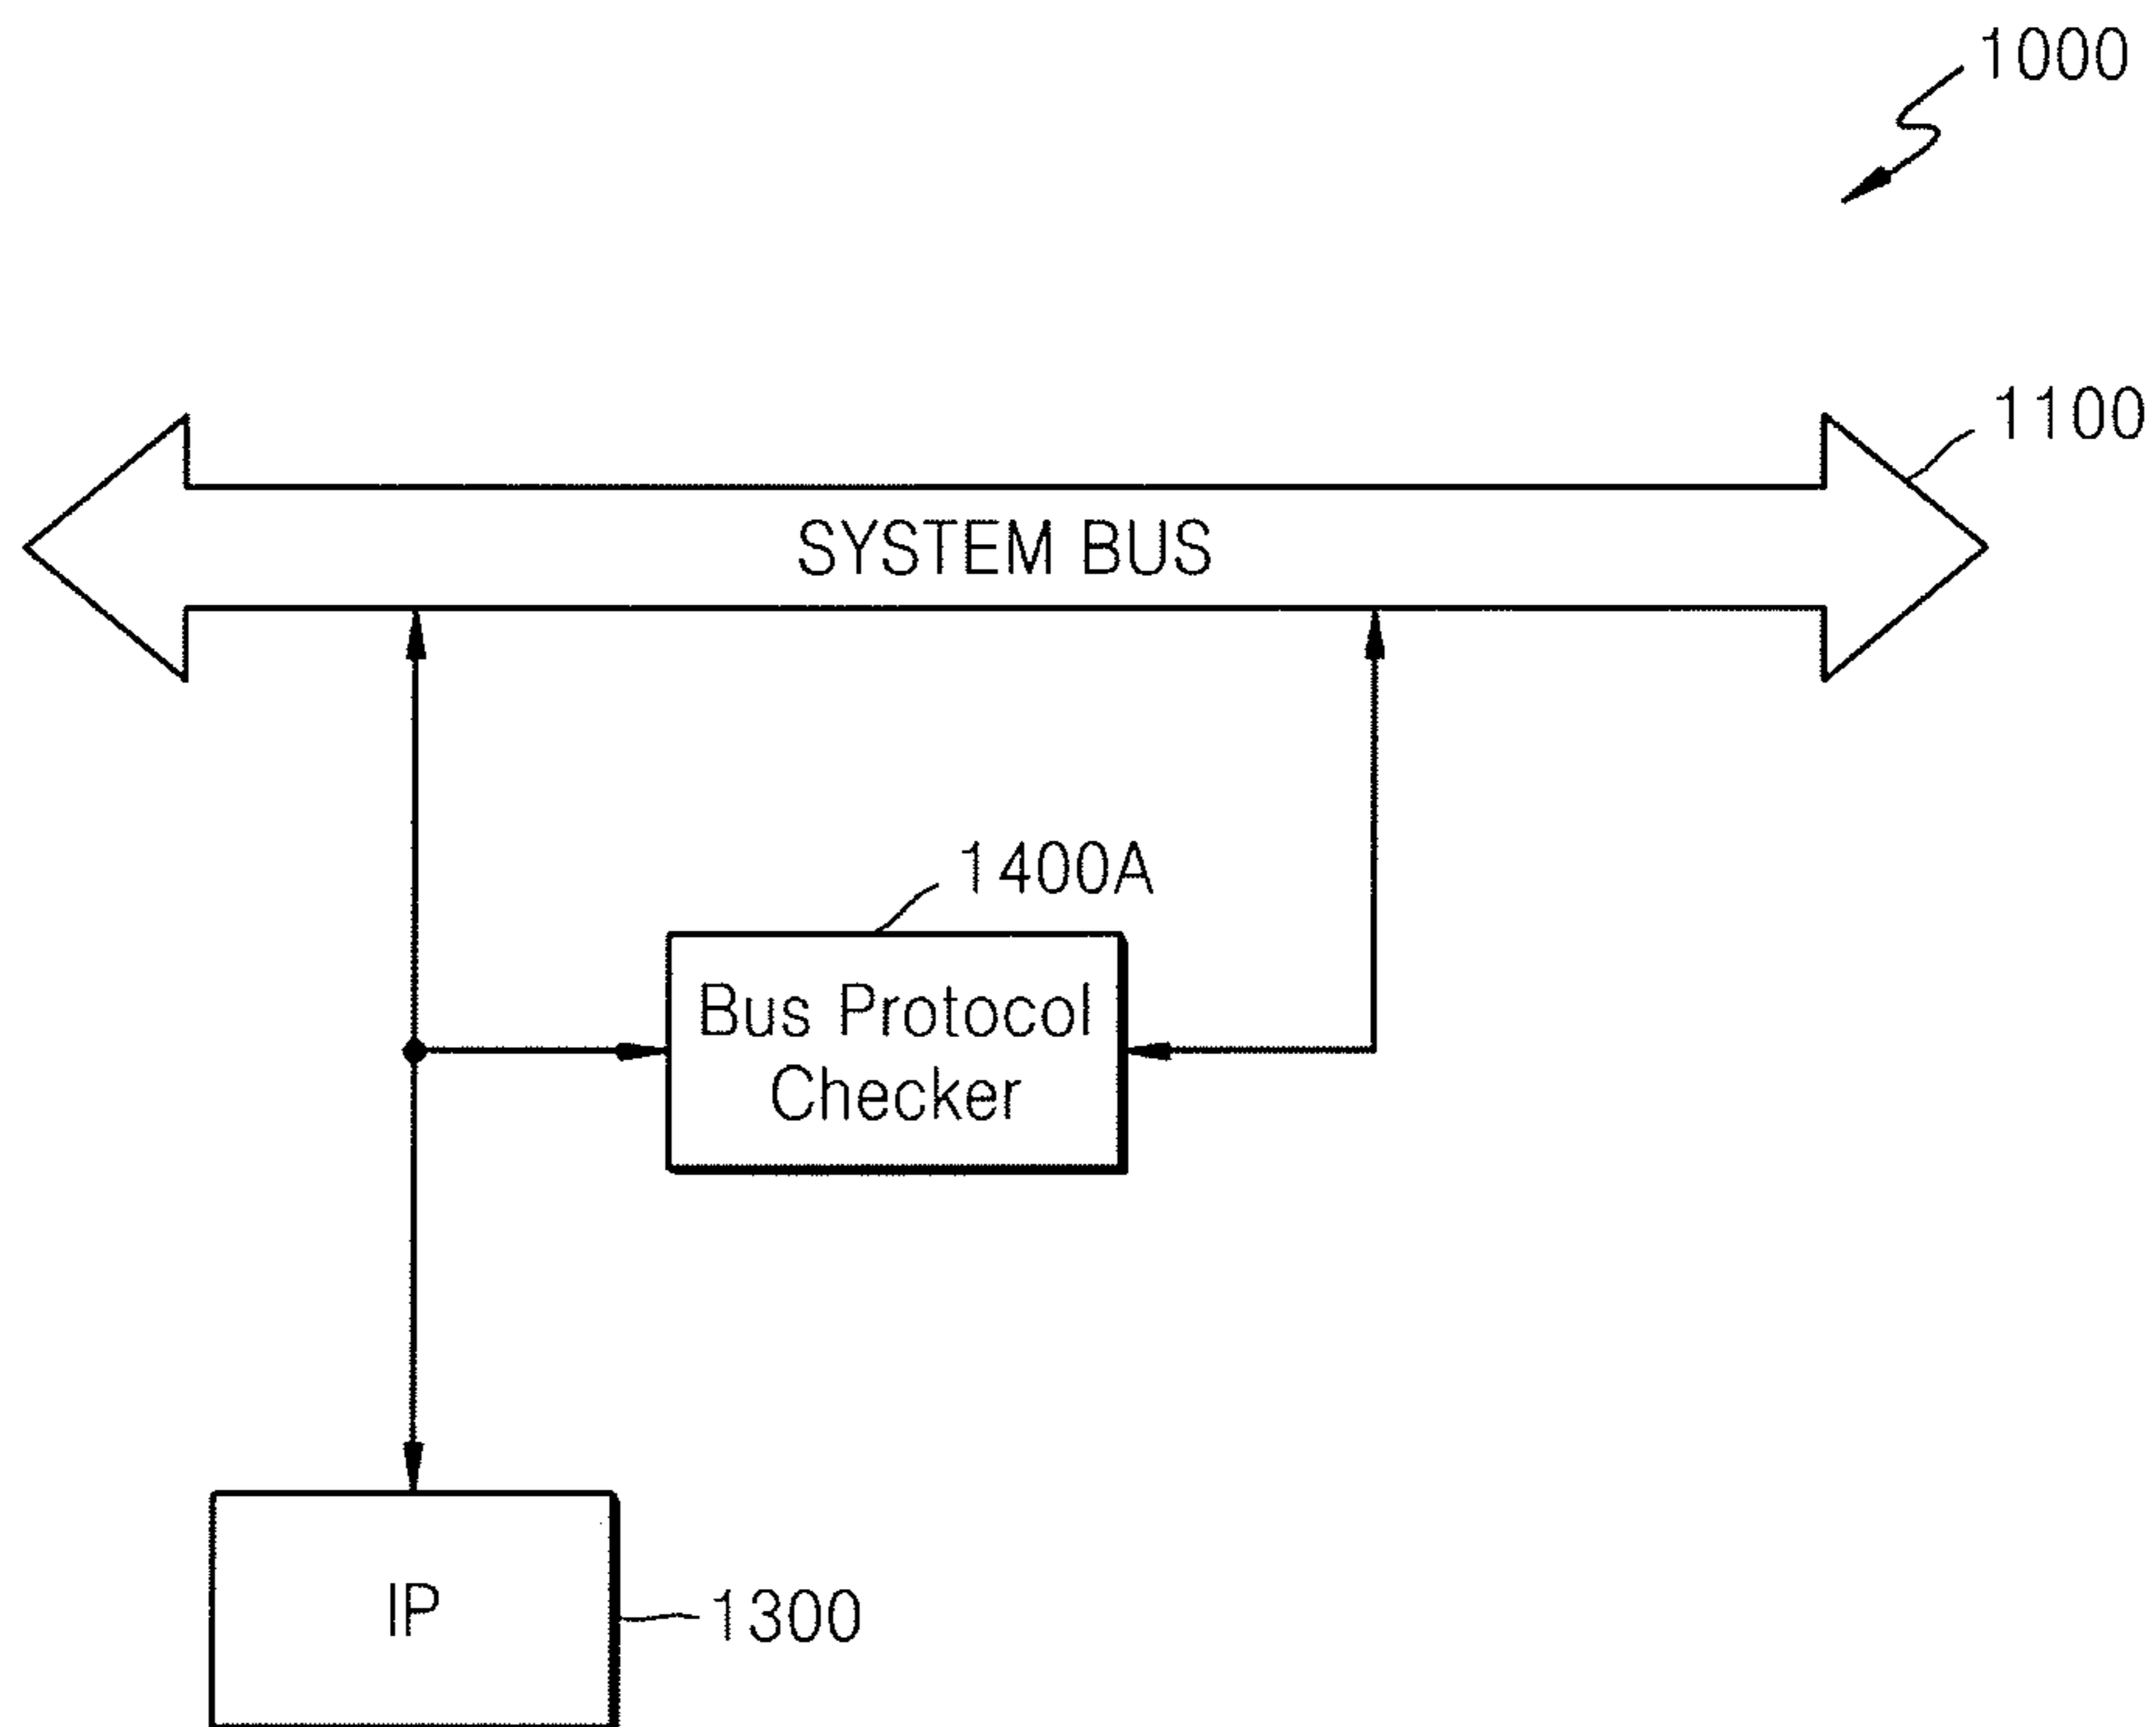 1000
1100
SYSTEM BUS
1400A
Bus Protocol
Checker
IP
1300